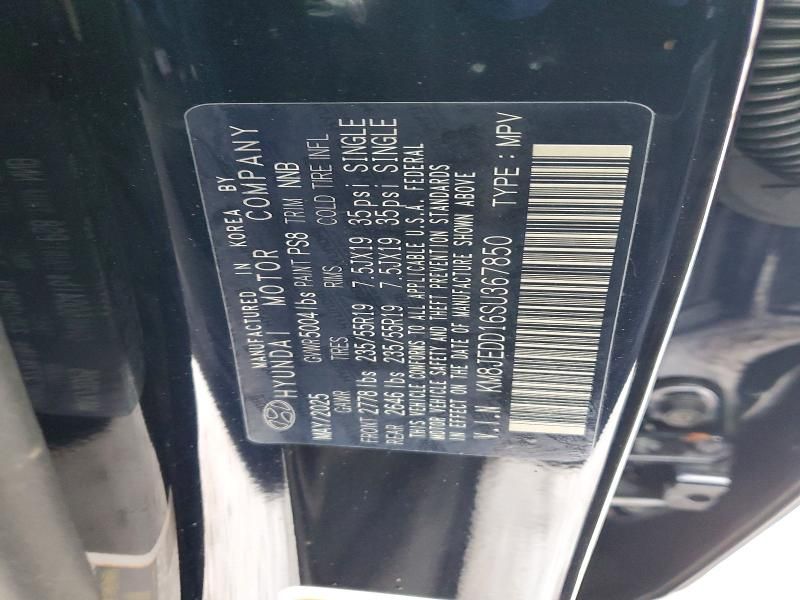 MANUFACTURED IN KOREA BY
HYUNDAI MOTOR COMPANY
MAY/2025 GVWR 5004 lbs PAINT PS8 TRIM NNB
GAWR TIRES RIMS COLD TIRE INFL
FRONT 2778 lbs 235/55R19 7.5JX19 35psi SINGLE
REAR 2646 lbs 235/55R19 7.5JX19 35psi SINGLE
THIS VEHICLE CONFORMS TO ALL APPLICABLE U.S.A. FEDERAL
MOTOR VEHICLE SAFETY AND THEFT PREVENTION STANDARDS
IN EFFECT ON THE DATE OF MANUFACTURE SHOWN ABOVE
V.I.N KM8JEDD16SU367850 TYPE : MPV